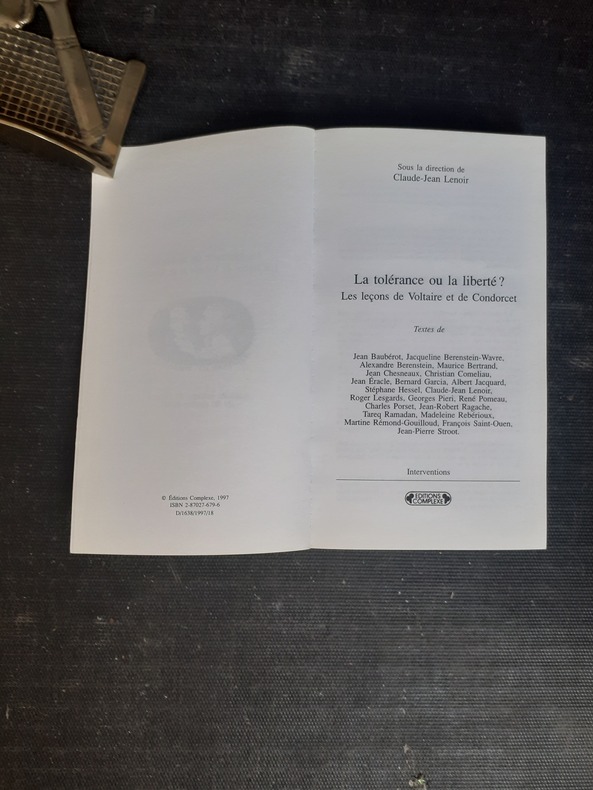 © Éditions Complexe, 1997
ISBN 2-87027-679-6
D/1638/1997/18
Sous la direction de
Claude-Jean Lenoir
La tolérance ou la liberté ?
Les leçons de Voltaire et de Condorcet
Textes de
Jean Baubérot, Jacqueline Berenstein-Wavre,
Alexandre Berenstein, Maurice Bertrand,
Jean Chesneaux, Christian Comeliau,
Jean Eracle, Bernard Garcia, Albert Jacquard,
Stéphane Hessel, Claude-Jean Lenoir,
Roger Lesgards, Georges Pieri, René Pomeau,
Charles Porset, Jean-Robert Ragache,
Tareq Ramadan, Madeleine Rebérioux,
Martine Rémond-Gouilloud, François Saint-Ouen,
Jean-Pierre Stroot.
Interventions
EDITIONS
COMPLEXE